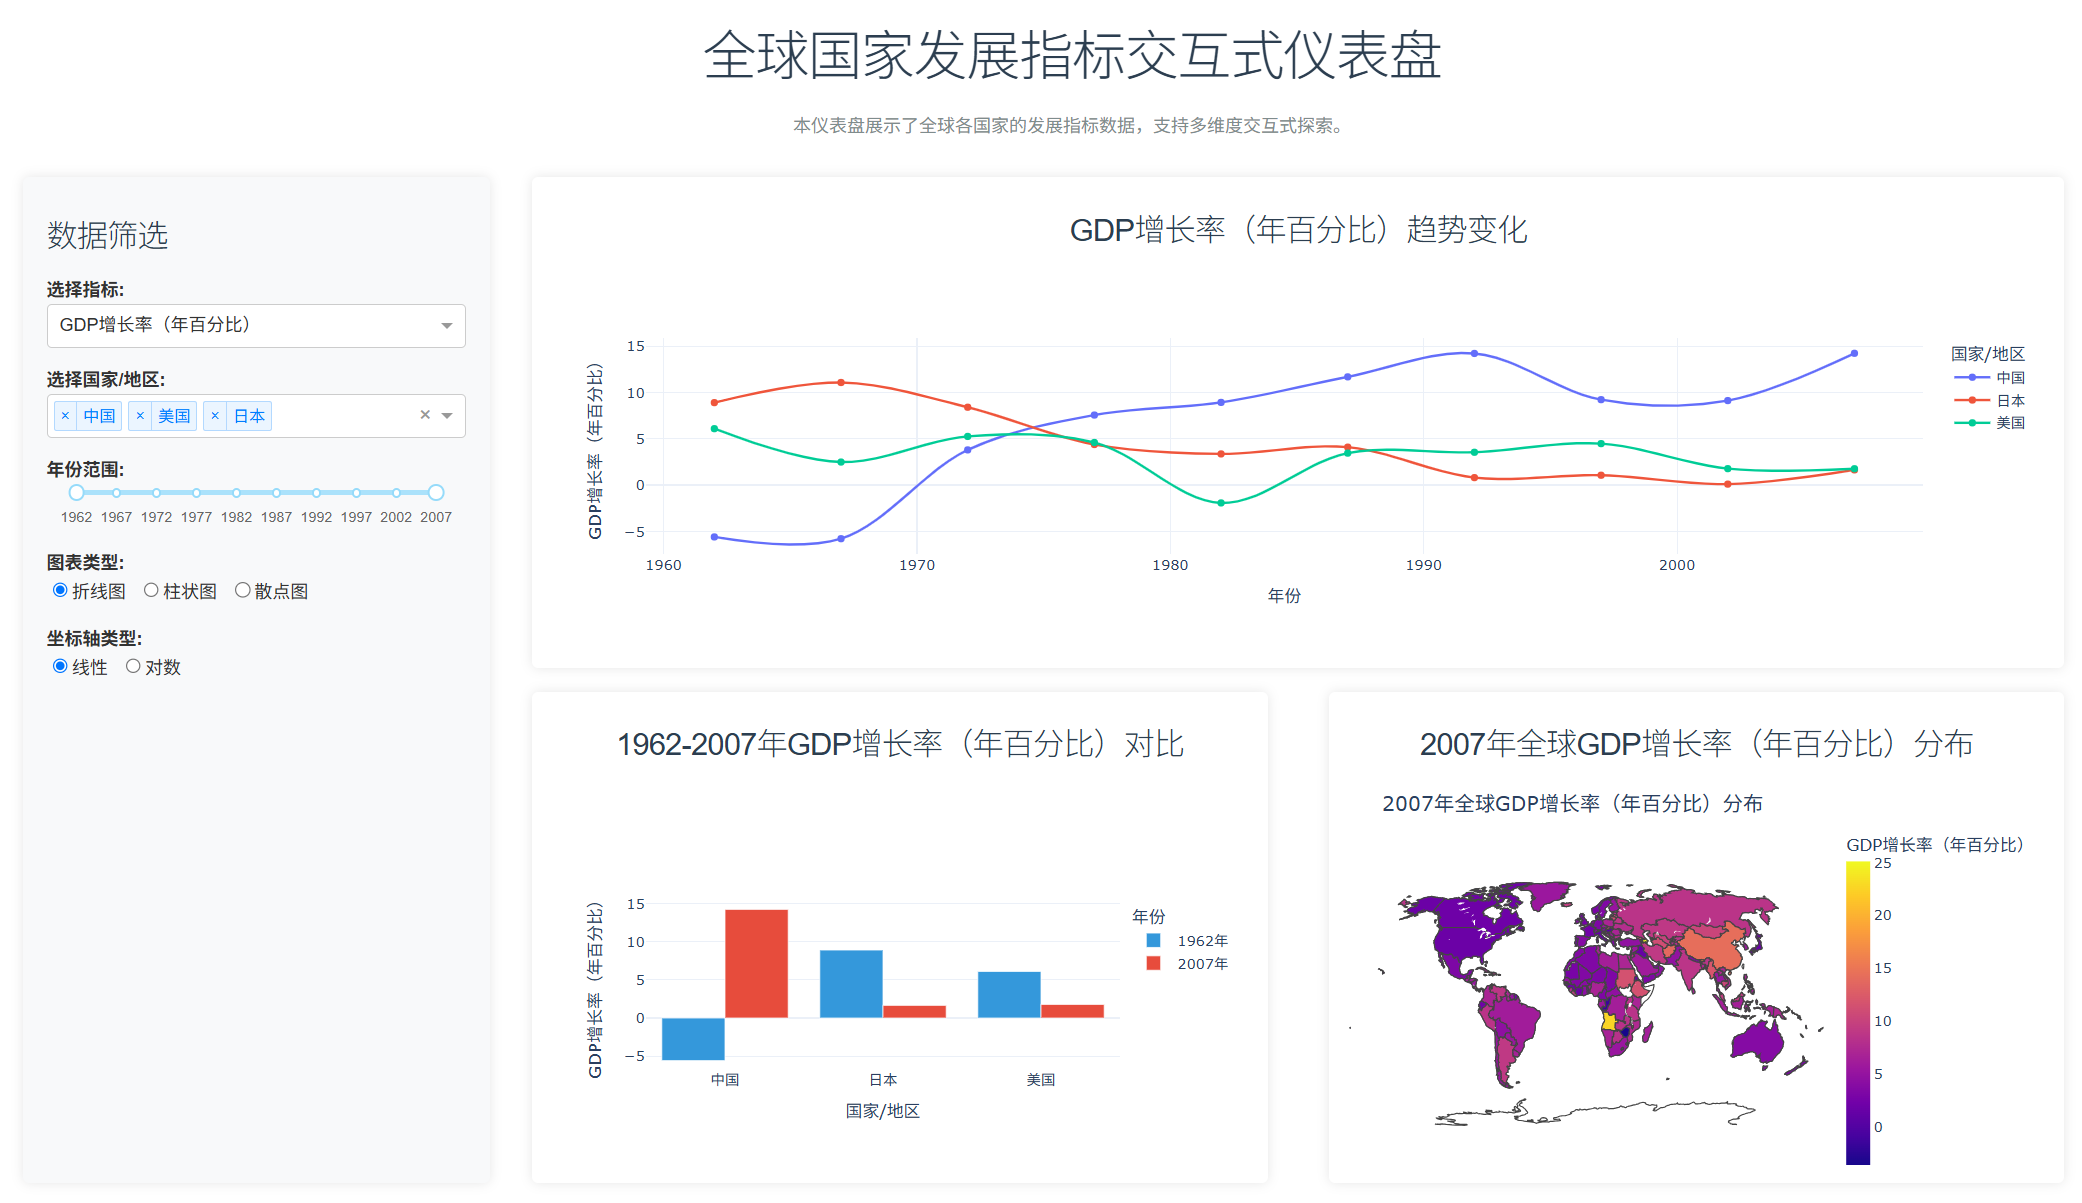 全球国家发展指标交互式仪表盘
本仪表盘展示了全球各国家的发展指标数据，支持多维度交互式探索。
数据筛选
选择指标:
GDP增长率（年百分比）
选择国家/地区:
× 中国 × 美国 × 日本 ×
年份范围:
1962 1967 1972 1977 1982 1987 1992 1997 2002 2007
图表类型:
折线图 柱状图 散点图
坐标轴类型:
线性 对数
GDP增长率（年百分比）趋势变化
GDP增长率（年百分比）
15
10
5
0
−5
1960 1970 1980 1990 2000
年份
国家/地区
中国
日本
美国
1962-2007年GDP增长率（年百分比）对比
GDP增长率（年百分比）
15
10
5
0
−5
中国 日本 美国
国家/地区
年份
1962年
2007年
2007年全球GDP增长率（年百分比）分布
2007年全球GDP增长率（年百分比）分布
GDP增长率（年百分比）
25
20
15
10
5
0